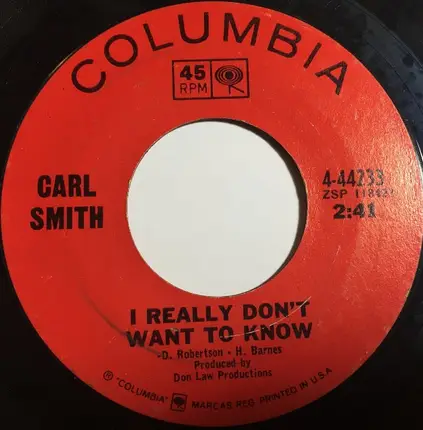 COLUMBIA
45
RPM
CARL
SMITH
4-44233
ZSP
2:41
I REALLY DON'T
WANT TO KNOW
-D. Robertson - H. Barnes
Produced by
Don Law Productions
Ⓟ "COLUMBIA" MARCAS REG. PRINTED IN U.S.A